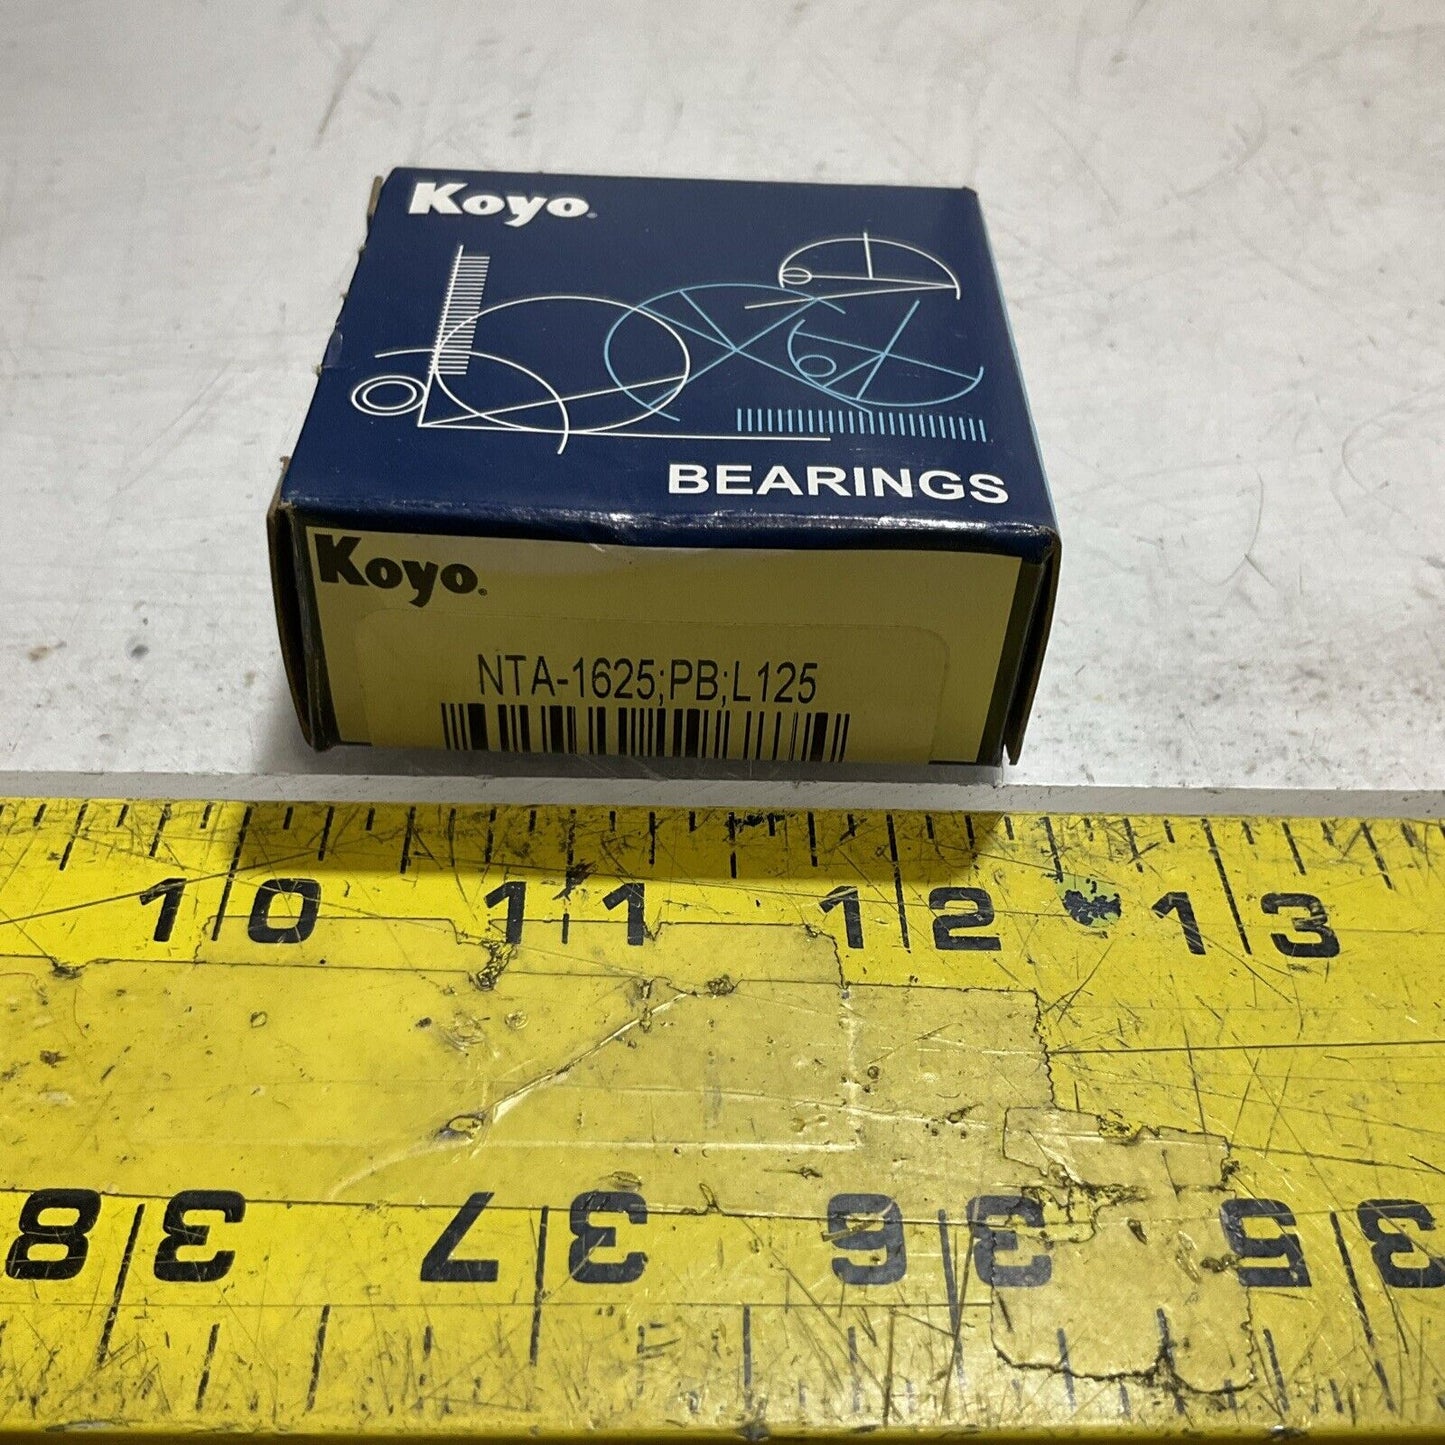 Koyo®
BEARINGS
Koyo®
NTA-1625;PB;L125
10 11 12 13
38 37 36 35